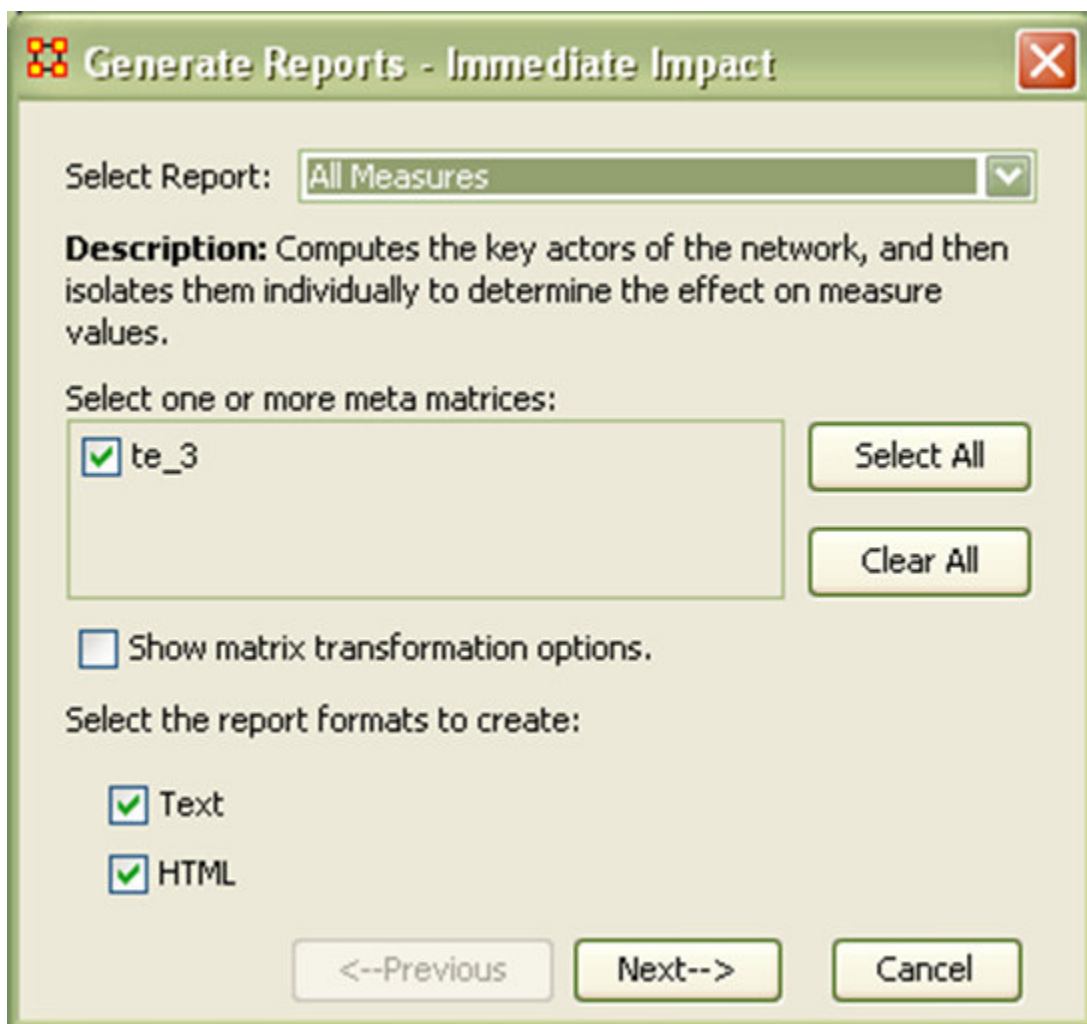 Generate Reports - Immediate Impact
Select Report: All Measures
Description: Computes the key actors of the network, and then
isolates them individually to determine the effect on measure
values.
Select one or more meta matrices:
te_3
Select All
Clear All
Show matrix transformation options.
Select the report formats to create:
Text
HTML
<--Previous Next--> Cancel